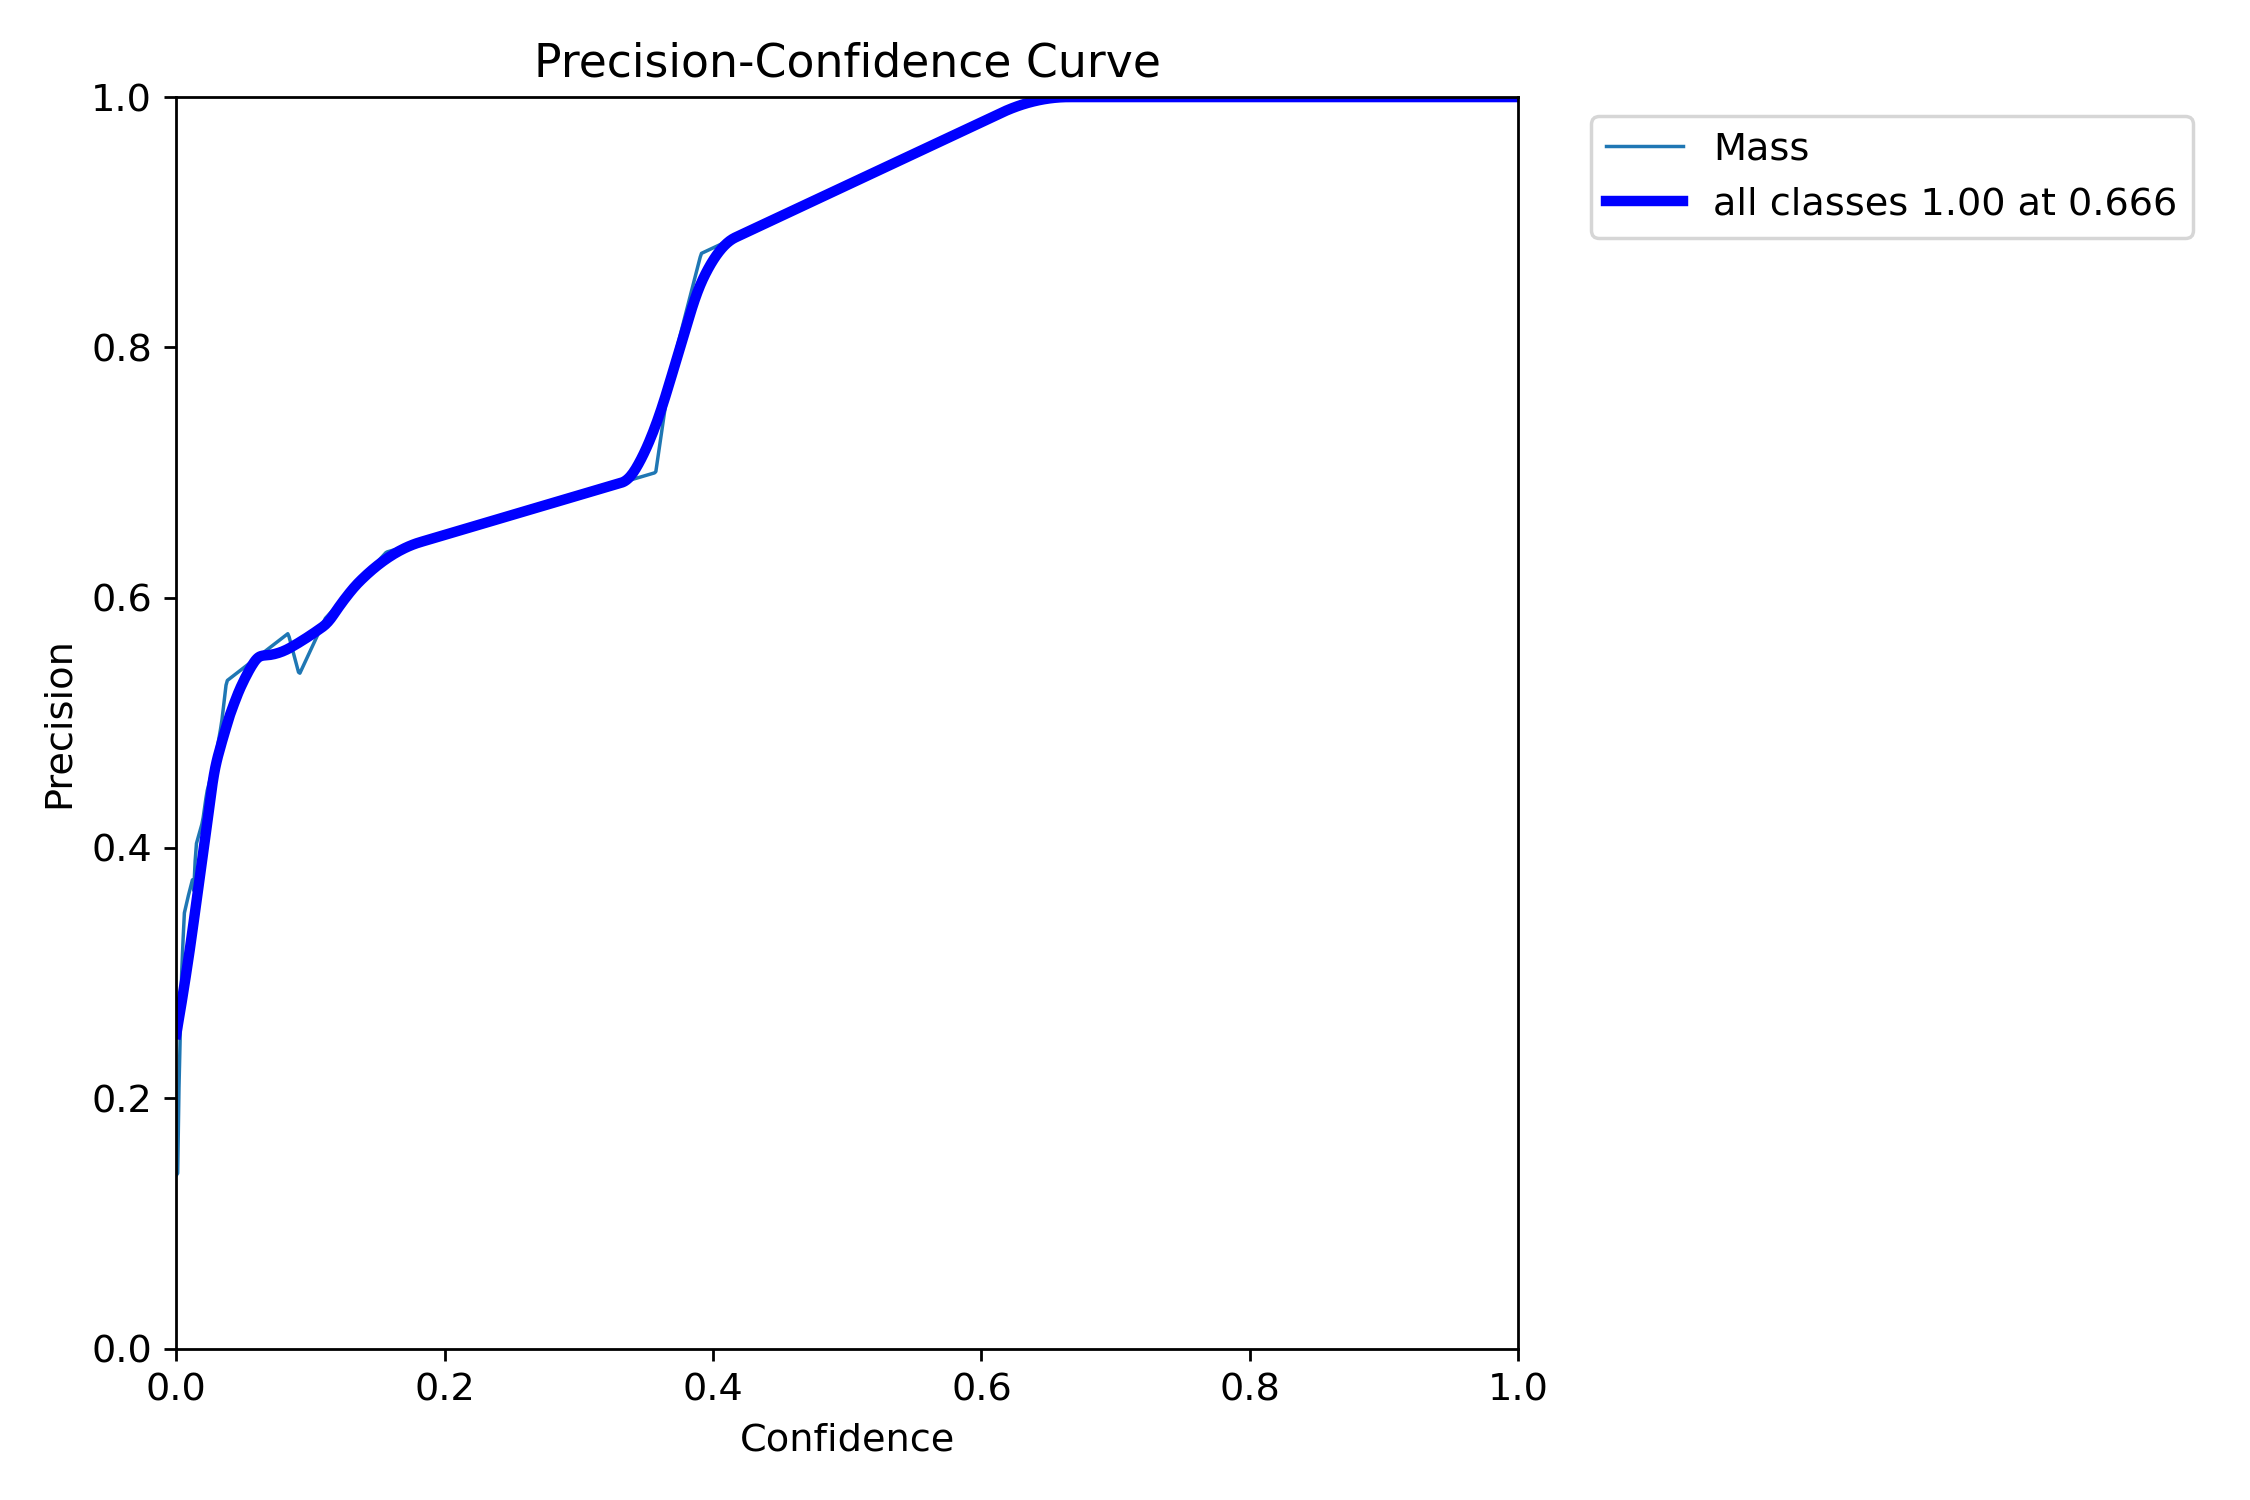 Precision-Confidence Curve
1.0
0.8
0.6
0.4
0.2
0.0
Precision
0.0 0.2 0.4 0.6 0.8 1.0
Confidence
Mass
all classes 1.00 at 0.666